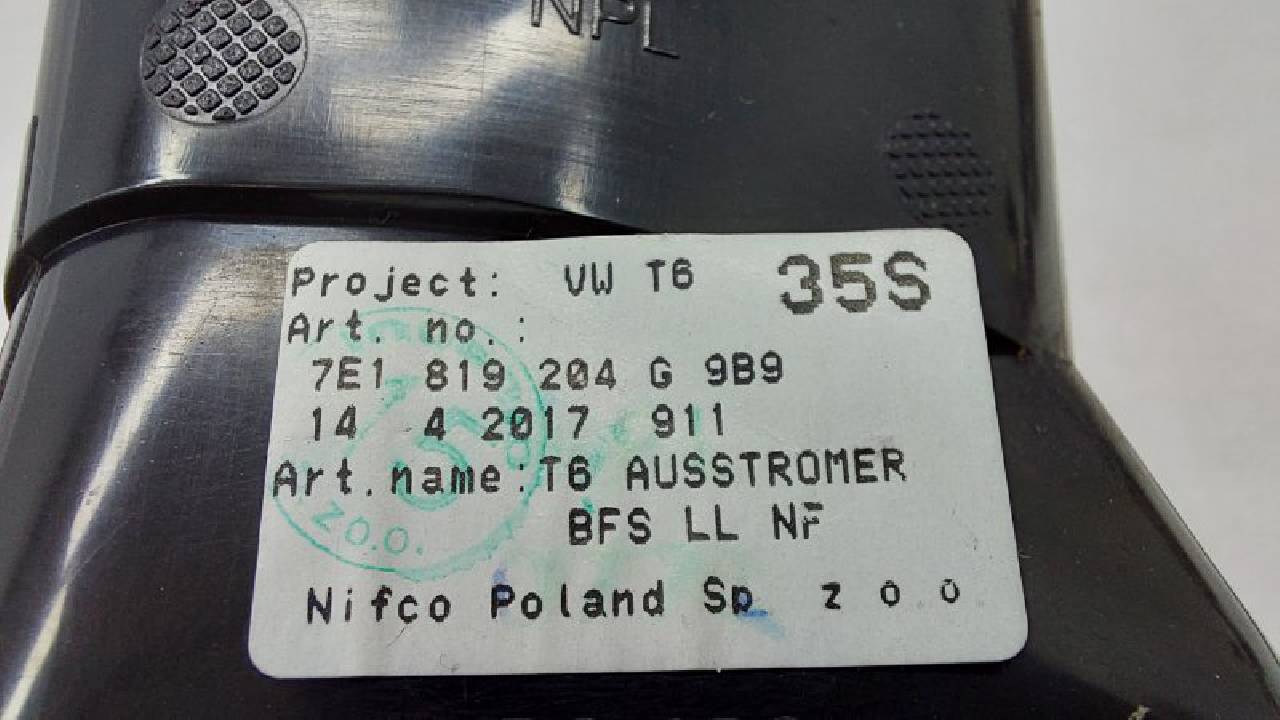 NPL
Project: VW T6 35S
Art. no.:
7E1 819 204 G 9B9
14 4 2017 911
Art.name:T6 AUSSTROMER
BFS LL NF
Nifco Poland Sp z o o
S
ZO.O.